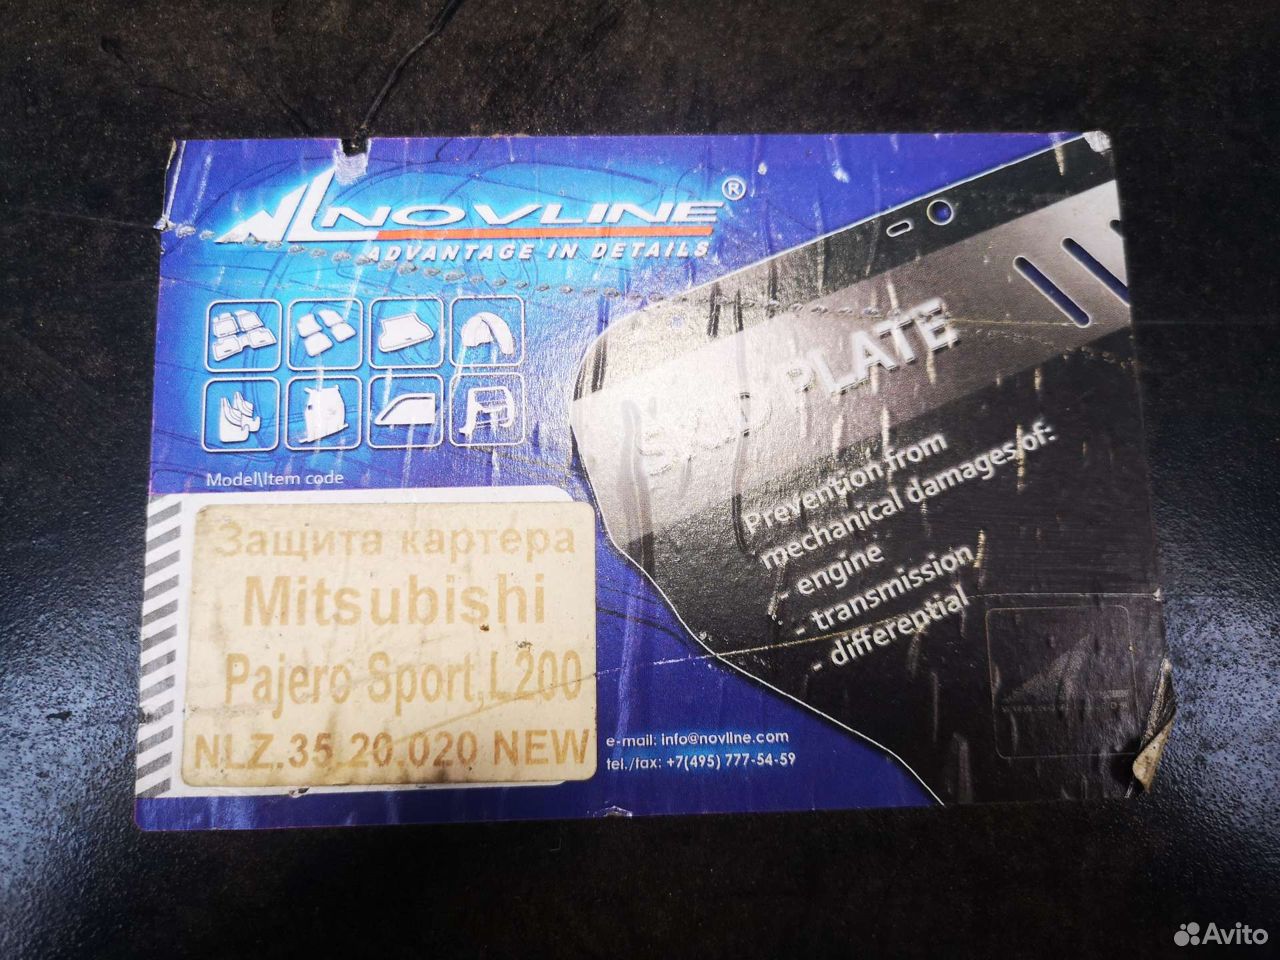 NOVLINE®
ADVANTAGE IN DETAILS
SKID PLATE
Prevention from
mechanical damages of:
- engine
- transmission
- differential
Model\Item code
Защита картера
Mitsubishi
Pajero Sport,L200
NLZ.35.20.020 NEW
e-mail: info@novline.com
tel./fax: +7(495) 777-54-59
Avito